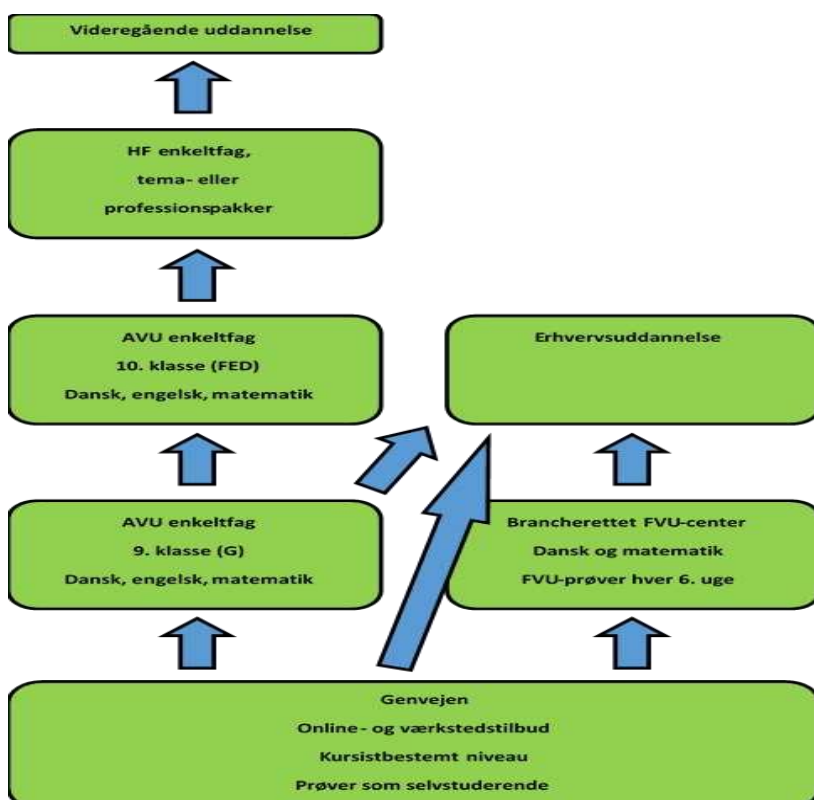 Videregående uddannelse
HF enkeltfag,
tema- eller
professionspakker
AVU enkeltfag
10. klasse (FED)
Dansk, engelsk, matematik
Erhvervsuddannelse
AVU enkeltfag
9. klasse (G)
Dansk, engelsk, matematik
Brancherettet FVU-center
Dansk og matematik
FVU-prøver hver 6. uge
Genvejen
Online- og værkstedstilbud
Kursistbestemt niveau
Prøver som selvstuderende